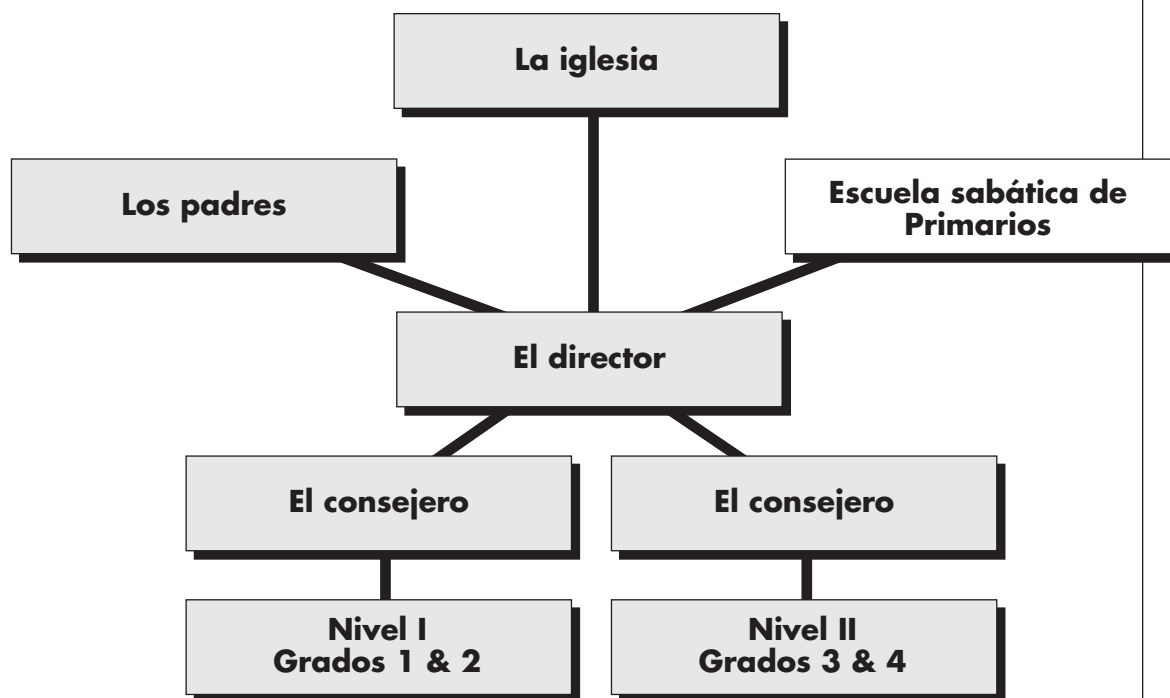 La iglesia
Los padres
Escuela sabática de
Primarios
El director
El consejero
El consejero
Nivel I
Grados 1 & 2
Nivel II
Grados 3 & 4